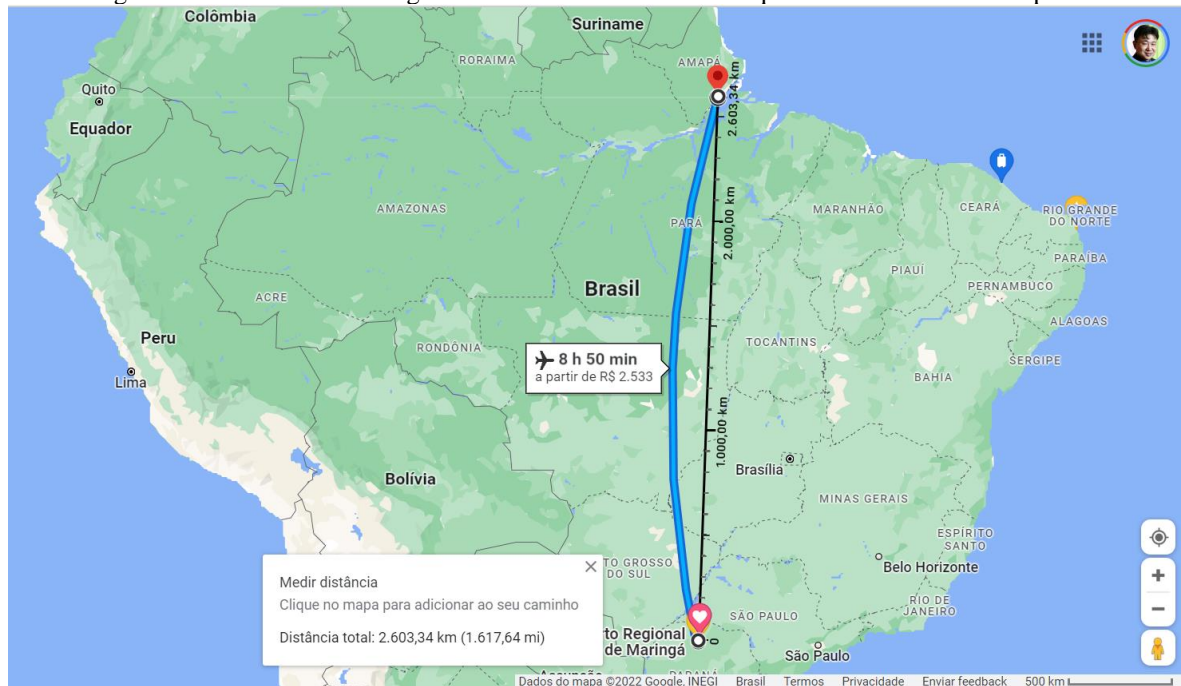 Colômbia
Suriname
RORAIMA
AMAPÁ
Quito
Equador
2.603,34 km
AMAZONAS
PARÁ
MARANHÃO
CEARÁ
RIO GRANDE
DO NORTE
2.000,00 km
PARAÍBA
PIAUÍ
Brasil
PERNAMBUCO
ACRE
ALAGOAS
Peru
RONDÔNIA
TOCANTINS
8 h 50 min
a partir de R$ 2.533
SERGIPE
Lima
BAHIA
1.000,00 km
Brasília
Bolívia
MINAS GERAIS
ESPÍRITO
SANTO
TO GROSSO
DO SUL
Belo Horizonte
Medir distância
Clique no mapa para adicionar ao seu caminho
Distância total: 2.603,34 km (1.617,64 mi)
RIO DE
JANEIRO
SÃO PAULO
0
rto Regional
de Maringá
São Paulo
PARANÁ
Dados do mapa ©2022 Google, INEGI Brasil Termos Privacidade Enviar feedback 500 km